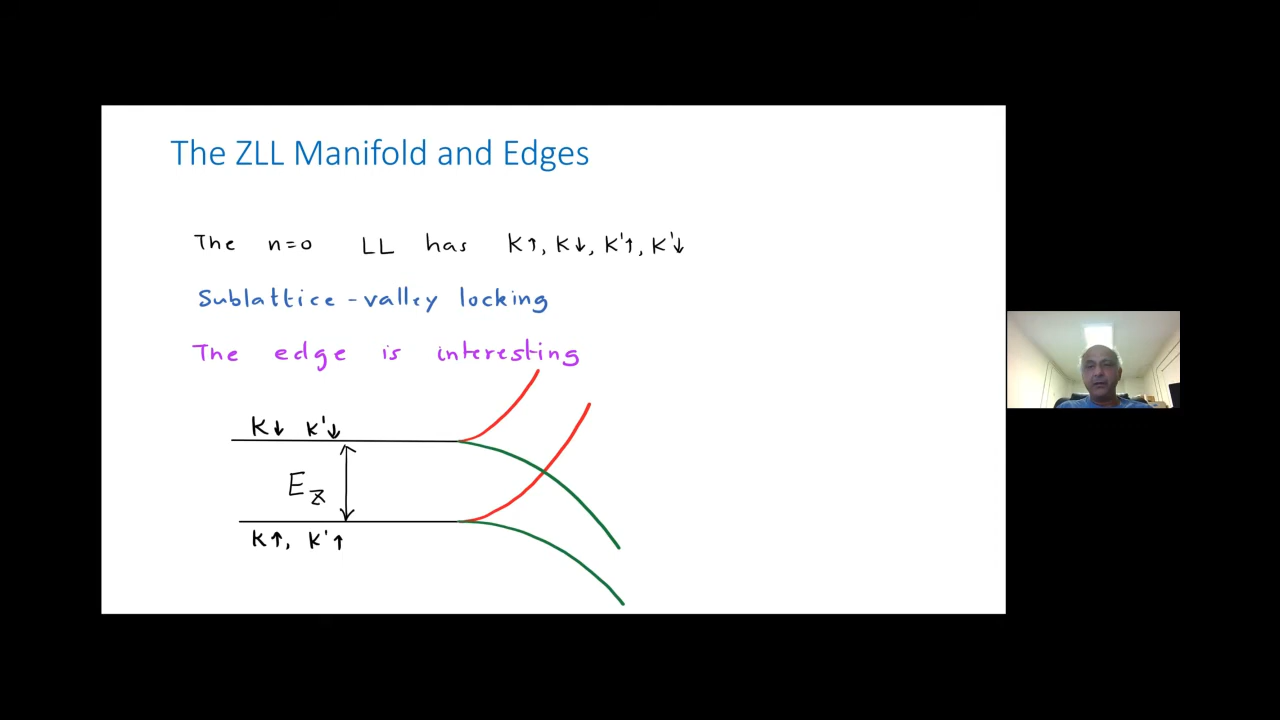 The ZLL Manifold and Edges
The n=0 LL has K↑, K↓, K'↑, K'↓
Sublattice-valley locking
The edge is interesting
K↓ K'↓
E_Z
K↑, K'↑